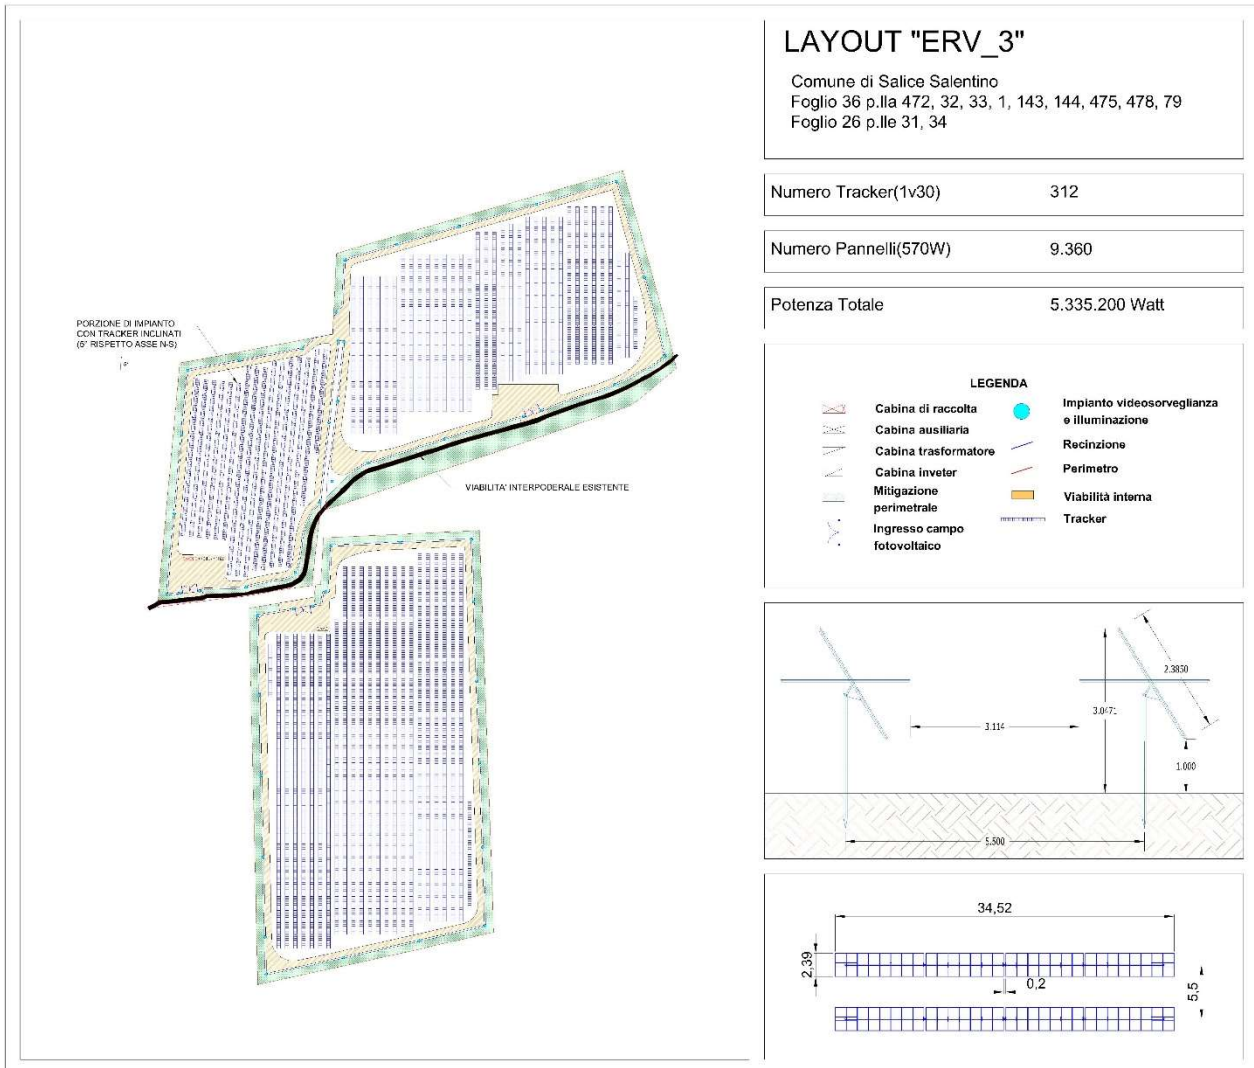 LAYOUT "ERV_3"
Comune di Salice Salentino
Foglio 36 p.lla 472, 32, 33, 1, 143, 144, 475, 478, 79
Foglio 26 p.lle 31, 34
Numero Tracker(1v30) 312
Numero Pannelli(570W) 9.360
Potenza Totale 5.335.200 Watt
PORZIONE DI IMPIANTO
CON TRACKER INCLINATI
(5° RISPETTO ASSE N-S)
5°
VIABILITA' INTERPODERALE ESISTENTE
LEGENDA
Cabina di raccolta
Cabina ausiliaria
Cabina trasformatore
Cabina inveter
Mitigazione
perimetrale
Ingresso campo
fotovoltaico
Impianto videosorveglianza
e illuminazione
Recinzione
Perimetro
Viabilità interna
Tracker
2.3850
3.0471
3.114
1.000
5.500
34,52
2,39
0,2
5,5